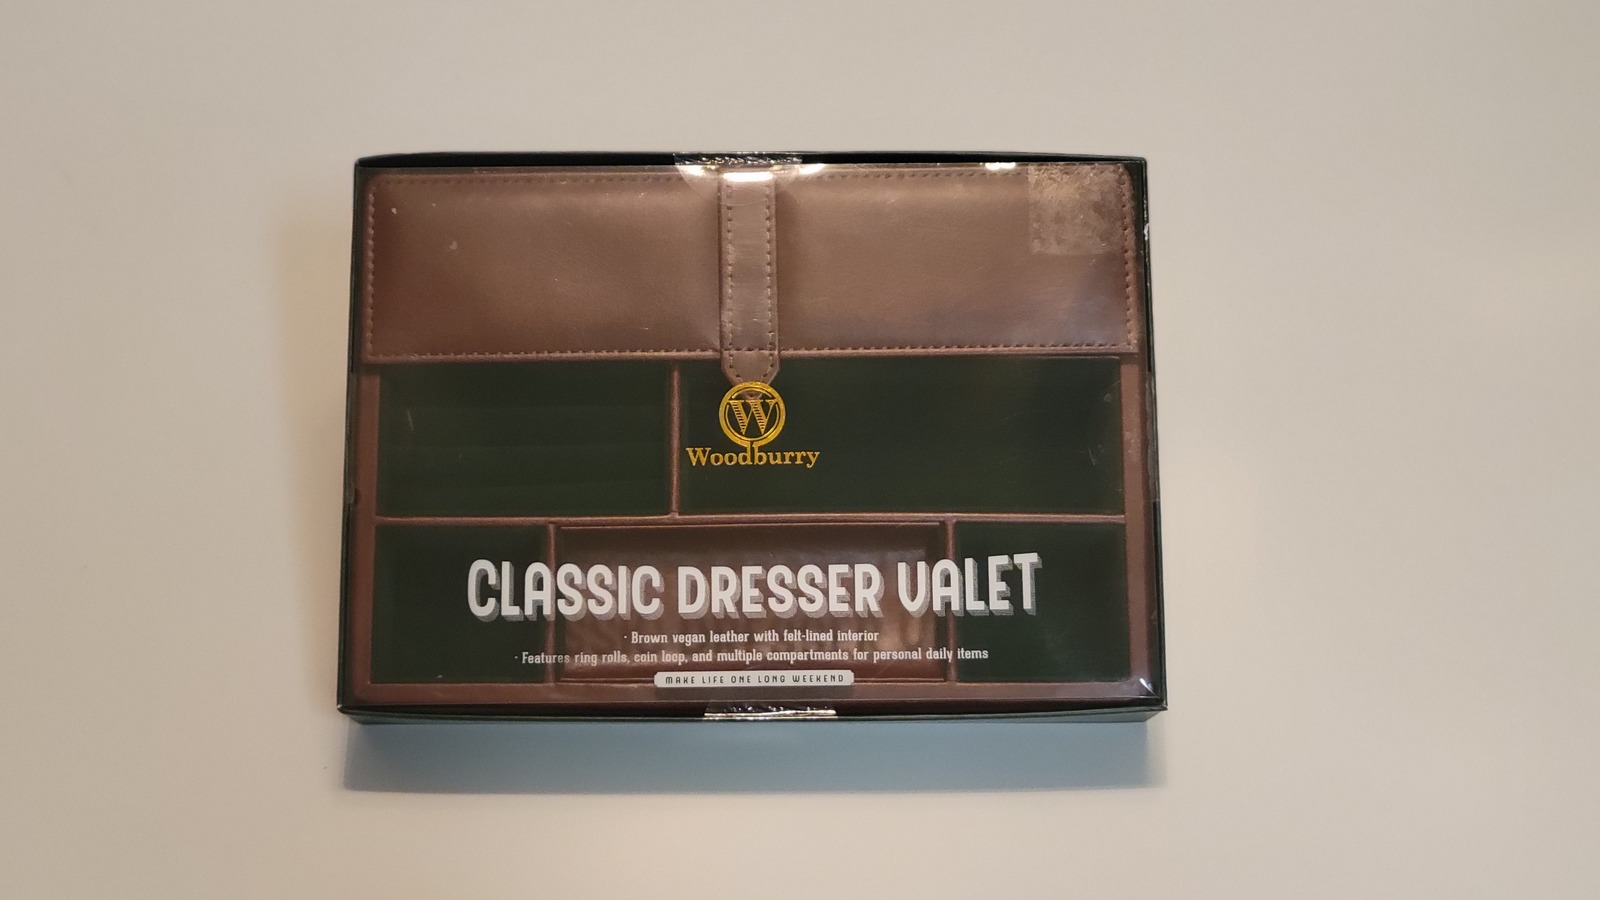 W
Woodburry
CLASSIC DRESSER VALET
· Brown vegan leather with felt-lined interior
· Features ring rolls, coin loop, and multiple compartments for personal daily items
MAKE LIFE ONE LONG WEEKEND